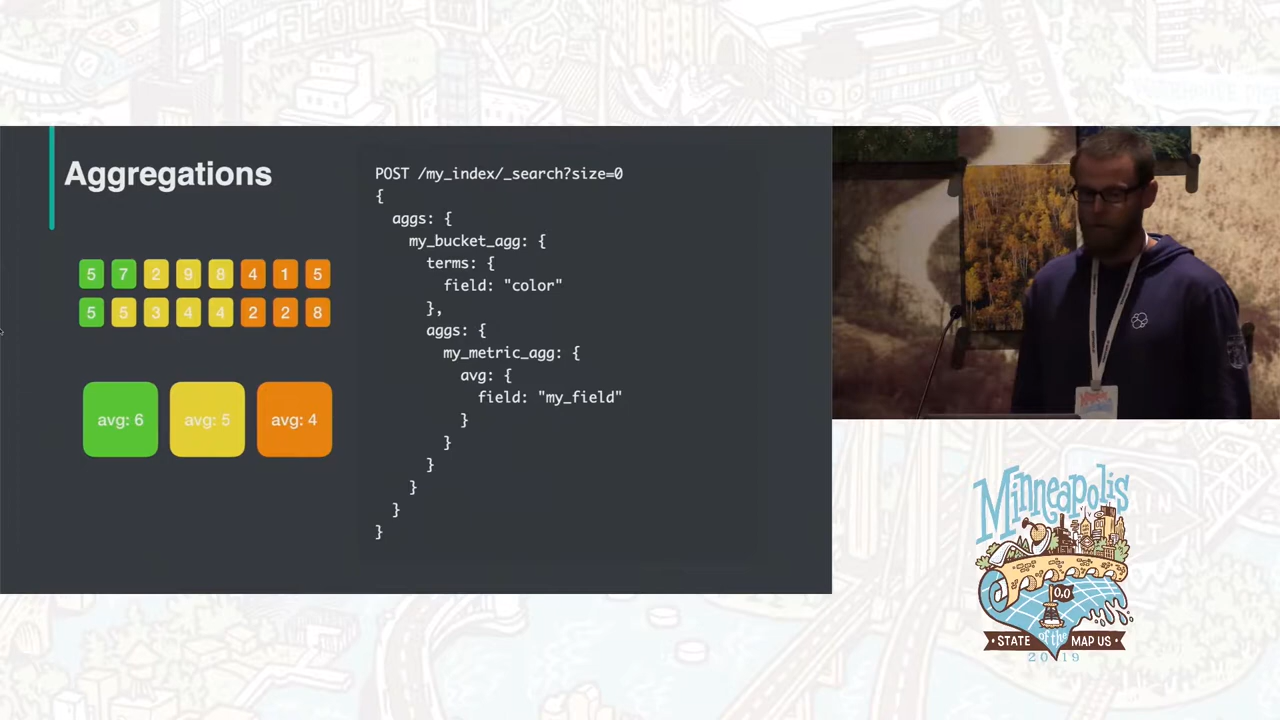 Aggregations
5 7 2 9 8 4 1 5
5 5 3 4 4 2 2 8
avg: 6 avg: 5 avg: 4
POST /my_index/_search?size=0
{
aggs: {
my_bucket_agg: {
terms: {
field: "color"
},
aggs: {
my_metric_agg: {
avg: {
field: "my_field"
}
}
}
}
}
}
Minneapolis
0,0
STATE of the MAP US
2019